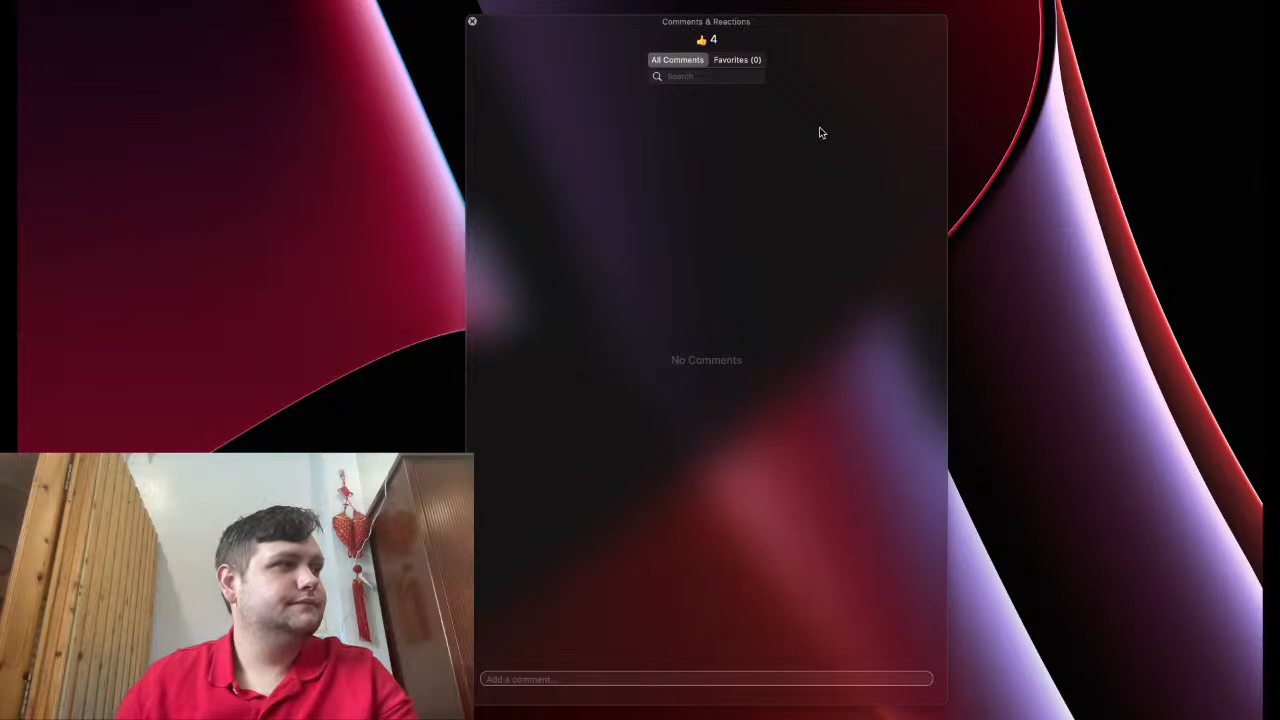 Comments & Reactions
👍 4
All Comments
Favorites (0)
Search
No Comments
Add a comment...